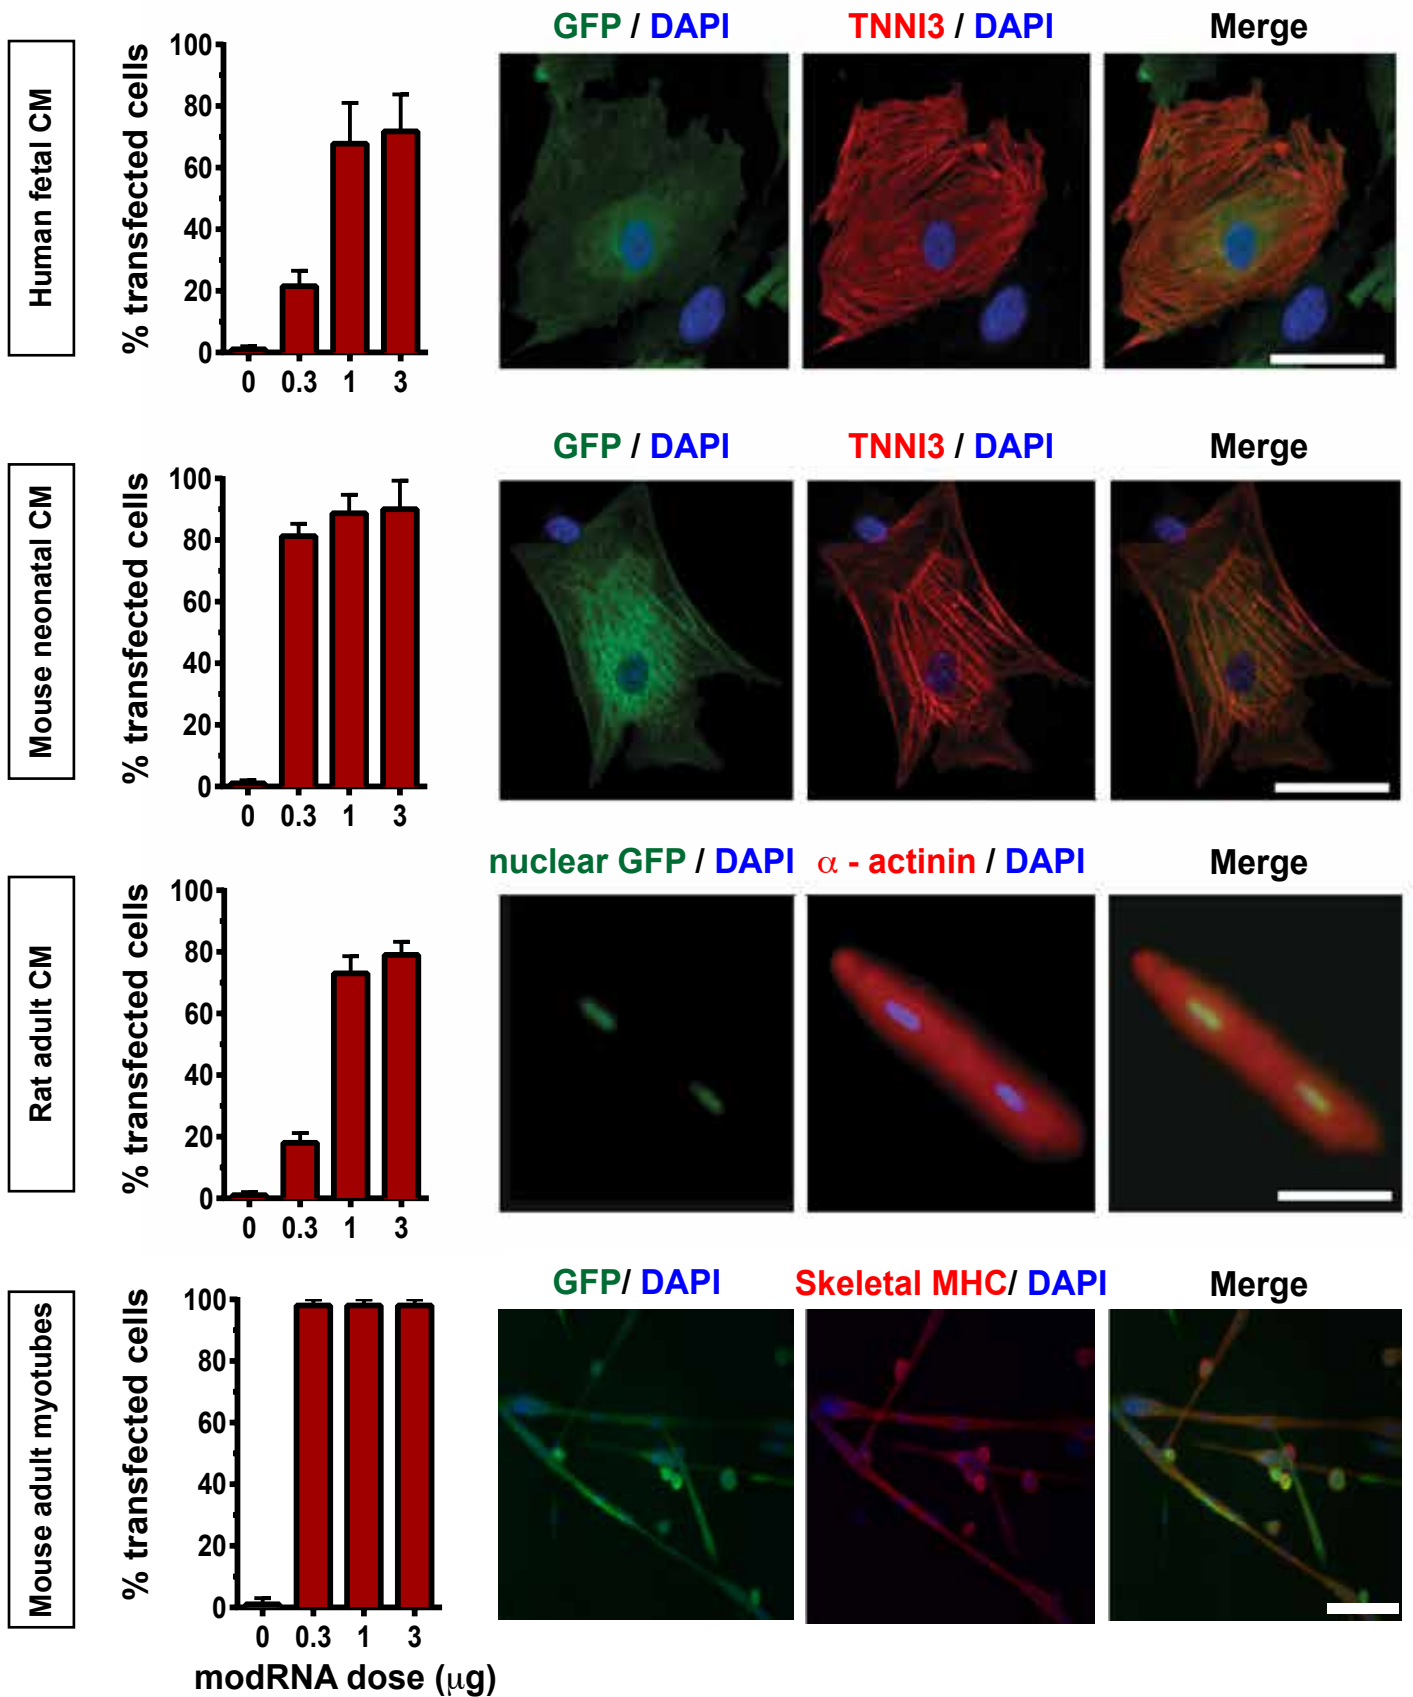 Human fetal CM
% transfected cells
100
80
60
40
20
0
0 0.3 1 3
GFP / DAPI
TNNI3 / DAPI
Merge
Mouse neonatal CM
% transfected cells
100
80
60
40
20
0
0 0.3 1 3
GFP / DAPI
TNNI3 / DAPI
Merge
Rat adult CM
% transfected cells
100
80
60
40
20
0
0 0.3 1 3
nuclear GFP / DAPI
α - actinin / DAPI
Merge
Mouse adult myotubes
% transfected cells
100
80
60
40
20
0
0 0.3 1 3
modRNA dose (µg)
GFP/ DAPI
Skeletal MHC/ DAPI
Merge